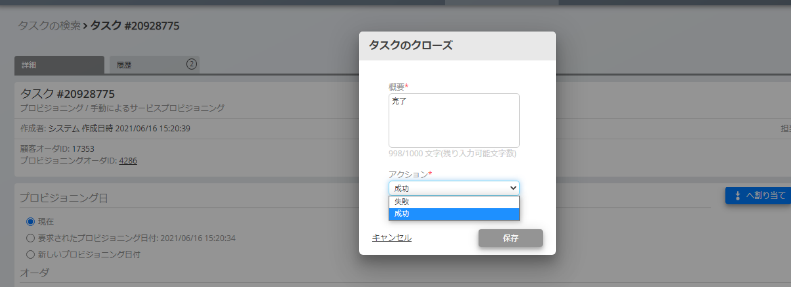 タスクの検索 > タスク #20928775
詳細
履歴 2
タスク #20928775
プロビジョニング / 手動によるサービスプロビジョニング
作成者: システム 作成日時 2021/06/16 15:20:39
顧客オーダID: 17353
プロビジョニングオーダID: 4286
プロビジョニング日
現在
要求されたプロビジョニング日付: 2021/06/16 15:20:34
新しいプロビジョニング日付
オーダ
タスクのクローズ
概要*
完了
998/1000 文字(残り入力可能文字数)
アクション*
成功
失敗
成功
キャンセル
保存
担
へ割り当て